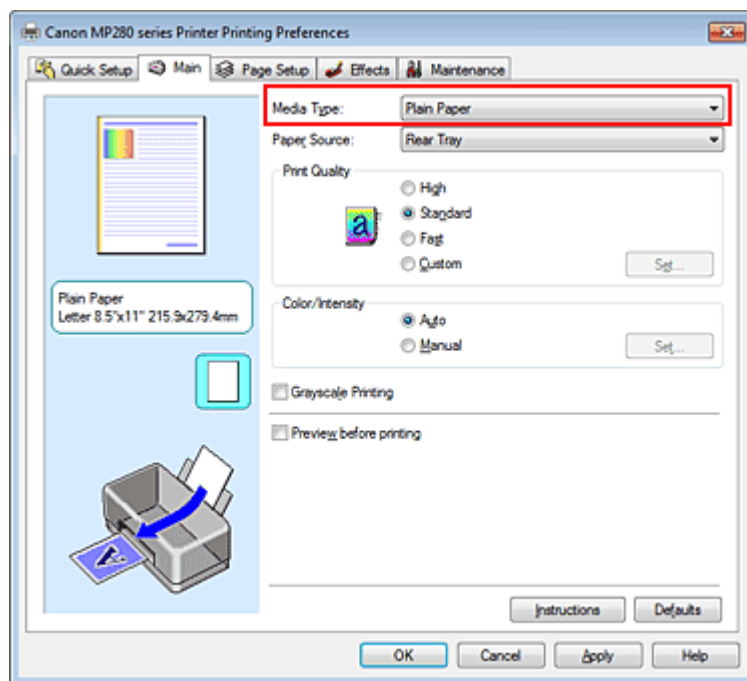 Canon MP280 series Printer Printing Preferences
Quick Setup Main Page Setup Effects Maintenance
Media Type: Plain Paper
Paper Source: Rear Tray
Print Quality
High
a
Standard
Fast
Custom Set...
Plain Paper
Letter 8.5"x11" 215.9x279.4mm
Color/Intensity
Auto
Manual Set...
Grayscale Printing
Preview before printing
A
Instructions Defaults
OK Cancel Apply Help